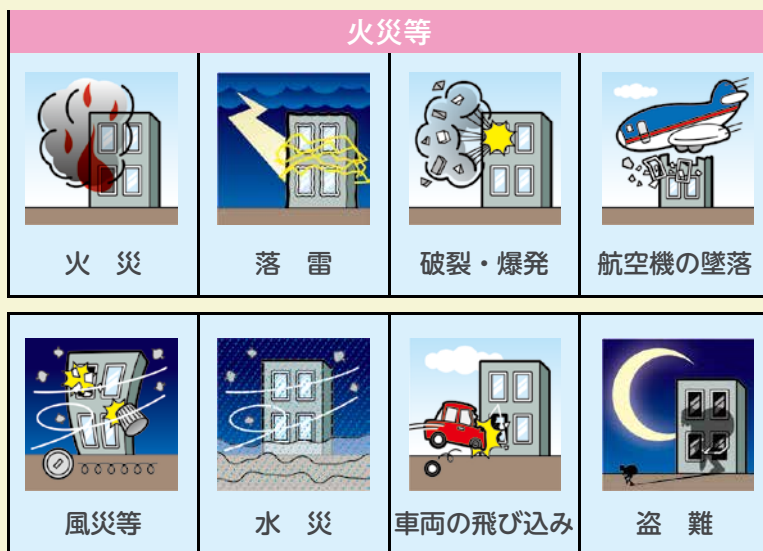 火災等
火 災
落 雷
破裂・爆発
航空機の墜落
風災等
水 災
車両の飛び込み
盗 難